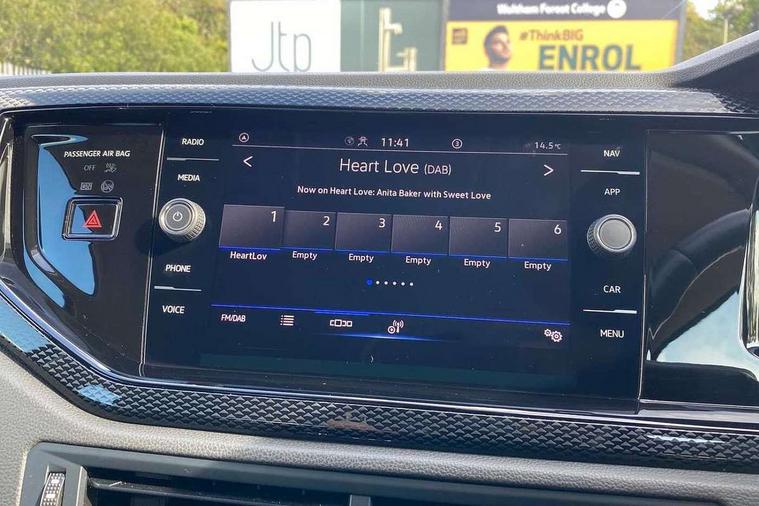 Jtp
Waltham Forest College
#ThinkBIG
ENROL
PASSENGER AIR BAG
OFF
RADIO
MEDIA
PHONE
VOICE
11:41
3
14.5°C
< Heart Love (DAB) >
Now on Heart Love: Anita Baker with Sweet Love
1 2 3 4 5 6
HeartLov Empty Empty Empty Empty Empty
FM/DAB
NAV
APP
CAR
MENU